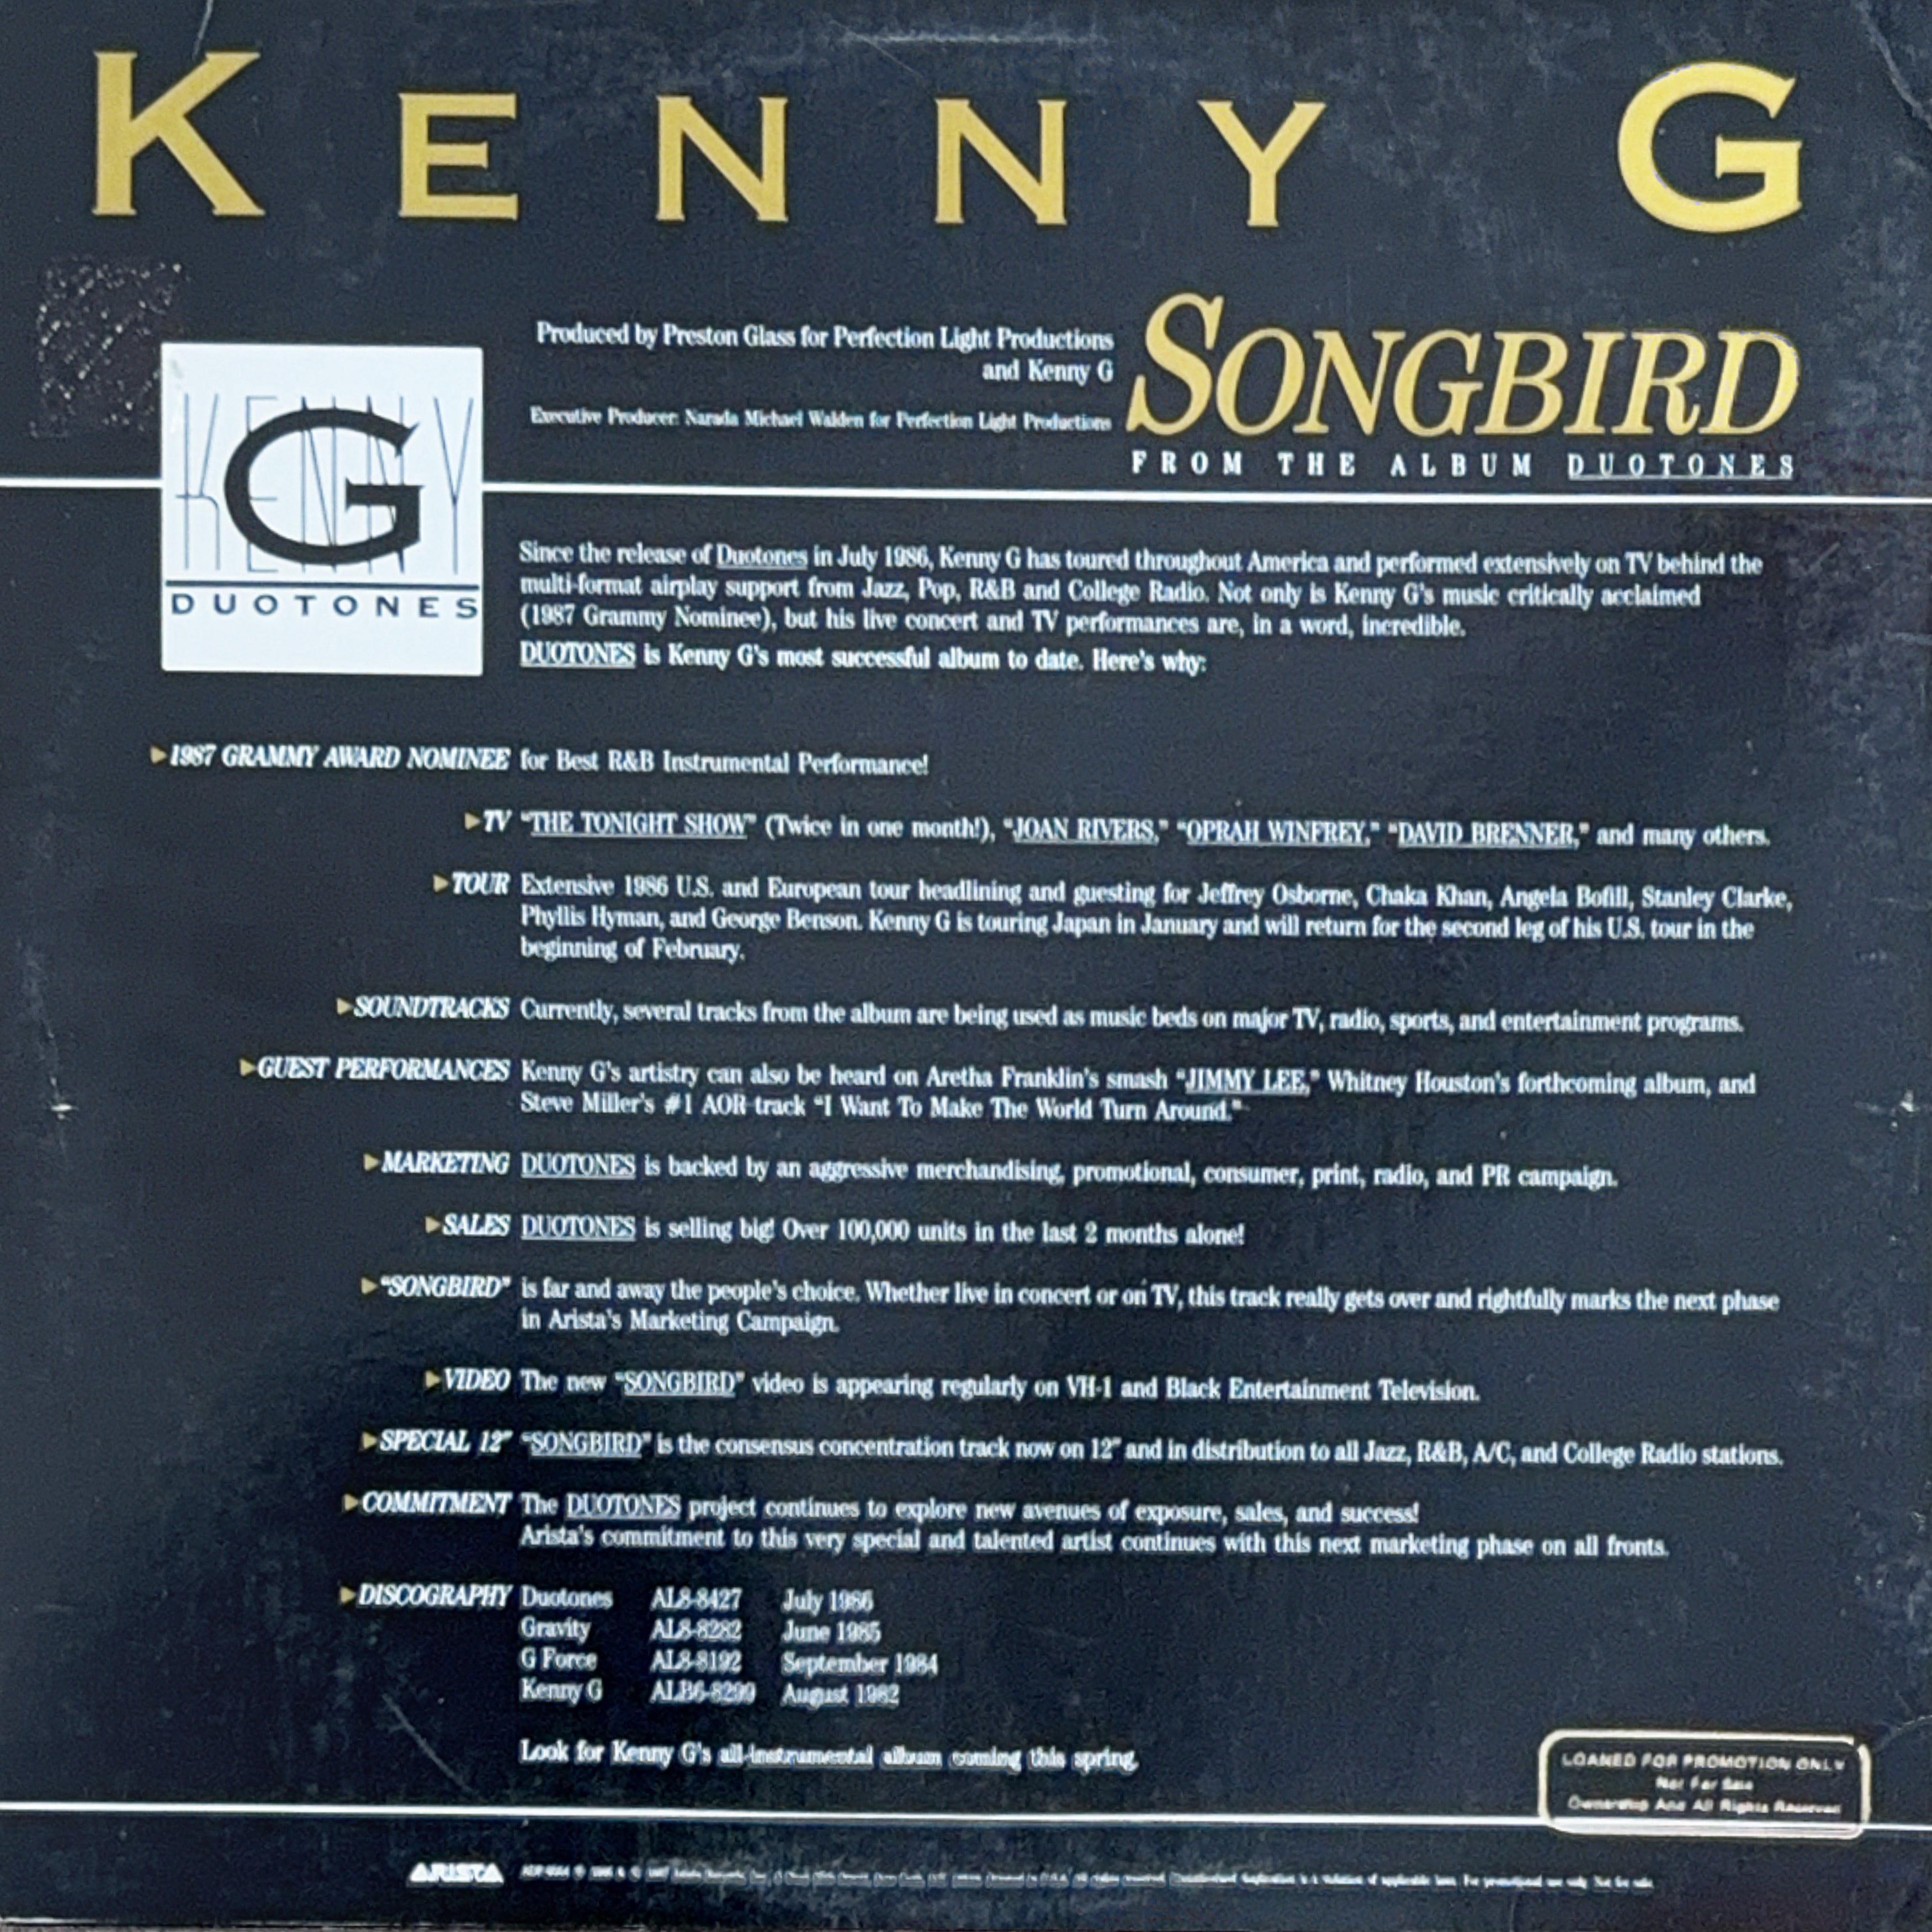 KENNY G
Produced by Preston Glass for Perfection Light Productions
and Kenny G
Executive Producer: Narada Michael Walden for Perfection Light Productions
SONGBIRD
FROM THE ALBUM DUOTONES
KENNY
G
DUOTONES
Since the release of Duotones in July 1986, Kenny G has toured throughout America and performed extensively on TV behind the
multi-format airplay support from Jazz, Pop, R&B and College Radio. Not only is Kenny G's music critically acclaimed
(1987 Grammy Nominee), but his live concert and TV performances are, in a word, incredible.
DUOTONES is Kenny G's most successful album to date. Here's why:
▶1987 GRAMMY AWARD NOMINEE for Best R&B Instrumental Performance!
▶TV "THE TONIGHT SHOW" (Twice in one month!), "JOAN RIVERS," "OPRAH WINFREY," "DAVID BRENNER," and many others.
▶TOUR Extensive 1986 U.S. and European tour headlining and guesting for Jeffrey Osborne, Chaka Khan, Angela Bofill, Stanley Clarke,
Phyllis Hyman, and George Benson. Kenny G is touring Japan in January and will return for the second leg of his U.S. tour in the
beginning of February.
▶SOUNDTRACKS Currently, several tracks from the album are being used as music beds on major TV, radio, sports, and entertainment programs.
▶GUEST PERFORMANCES Kenny G's artistry can also be heard on Aretha Franklin's smash "JIMMY LEE," Whitney Houston's forthcoming album, and
Steve Miller's #1 AOR track "I Want To Make The World Turn Around."
▶MARKETING DUOTONES is backed by an aggressive merchandising, promotional, consumer, print, radio, and PR campaign.
▶SALES DUOTONES is selling big! Over 100,000 units in the last 2 months alone!
▶"SONGBIRD" is far and away the people's choice. Whether live in concert or on TV, this track really gets over and rightfully marks the next phase
in Arista's Marketing Campaign.
▶VIDEO The new "SONGBIRD" video is appearing regularly on VH-1 and Black Entertainment Television.
▶SPECIAL 12" "SONGBIRD" is the consensus concentration track now on 12" and in distribution to all Jazz, R&B, A/C, and College Radio stations.
▶COMMITMENT The DUOTONES project continues to explore new avenues of exposure, sales, and success!
Arista's commitment to this very special and talented artist continues with this next marketing phase on all fronts.
▶DISCOGRAPHY Duotones AL8-8427 July 1986
Gravity AL8-8282 June 1985
G Force AL8-8192 September 1984
Kenny G ALB6-8299 August 1982
Look for Kenny G's all-instrumental album coming this spring.
LOANED FOR PROMOTION ONLY
Not For Sale
Ownership And All Rights Reserved
ARISTA
Unauthorized duplication is a violation of applicable laws. For promotional use only. Not for sale.